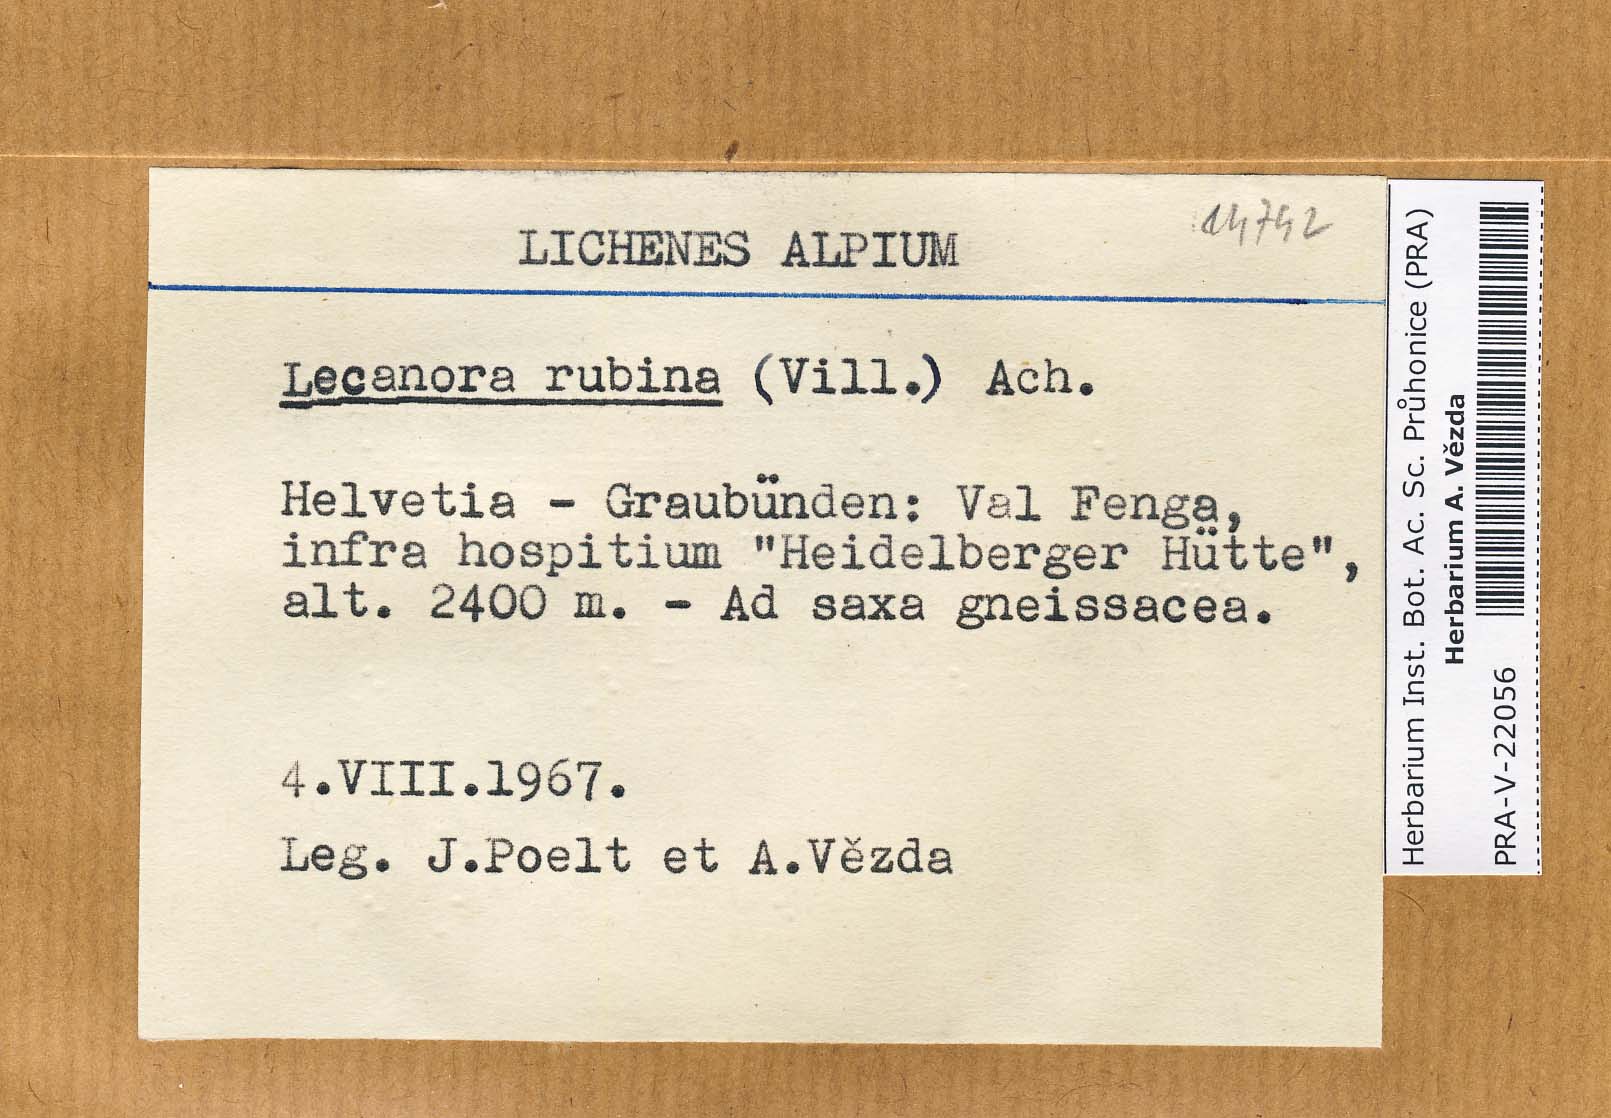 14742
LICHENES ALPIUM
Lecanora rubina (Vill.) Ach.
Helvetia - Graubünden: Val Fenga,
infra hospitium "Heidelberger Hütte",
alt. 2400 m. - Ad saxa gneissacea.
4.VIII.1967.
Leg. J.Poelt et A.Vězda
Herbarium Inst. Bot. Ac. Sc. Průhonice (PRA)
Herbarium A. Vězda
PRA-V-22056